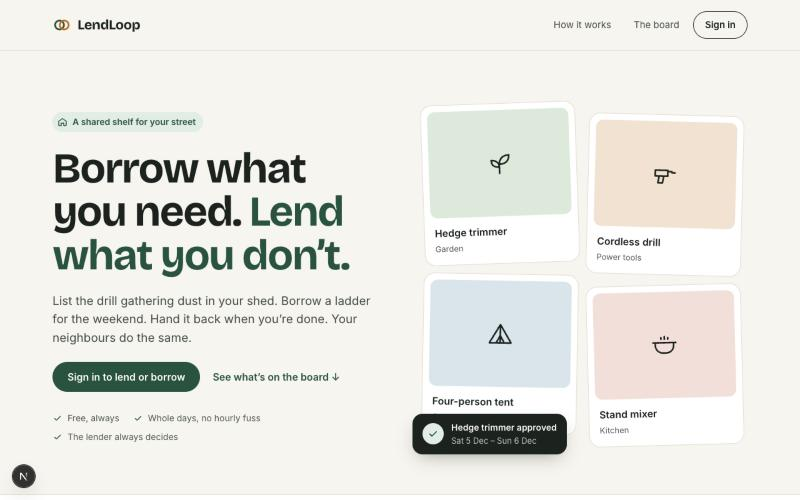 LendLoop
How it works
The board
Sign in
A shared shelf for your street
Borrow what
you need. Lend
what you don’t.
List the drill gathering dust in your shed. Borrow a ladder
for the weekend. Hand it back when you’re done. Your
neighbours do the same.
Sign in to lend or borrow
See what’s on the board ↓
Free, always
Whole days, no hourly fuss
The lender always decides
Hedge trimmer
Garden
Cordless drill
Power tools
Four-person tent
Hedge trimmer approved
Sat 5 Dec – Sun 6 Dec
Stand mixer
Kitchen
N